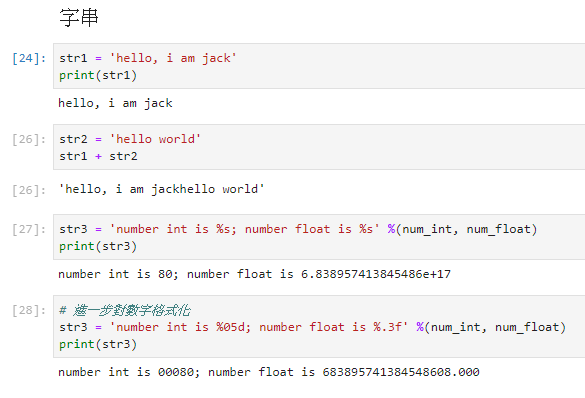 字串
[24]: str1 = 'hello, i am jack'
print(str1)
hello, i am jack
[26]: str2 = 'hello world'
str1 + str2
[26]: 'hello, i am jackhello world'
[27]: str3 = 'number int is %s; number float is %s' %(num_int, num_float)
print(str3)
number int is 80; number float is 6.838957413845486e+17
[28]: # 進一步對數字格式化
str3 = 'number int is %05d; number float is %.3f' %(num_int, num_float)
print(str3)
number int is 00080; number float is 683895741384548608.000